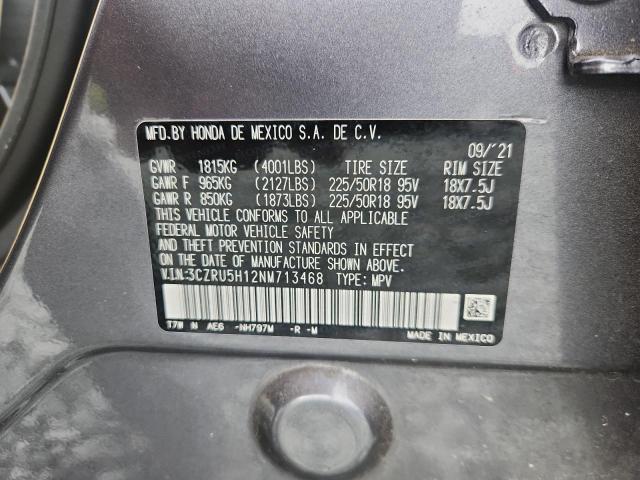 MFD.BY HONDA DE MEXICO S.A. DE C.V.
09/'21
GVWR 1815KG (4001LBS) TIRE SIZE RIM SIZE
GAWR F 965KG (2127LBS) 225/50R18 95V 18X7.5J
GAWR R 850KG (1873LBS) 225/50R18 95V 18X7.5J
THIS VEHICLE CONFORMS TO ALL APPLICABLE
FEDERAL MOTOR VEHICLE SAFETY
AND THEFT PREVENTION STANDARDS IN EFFECT
ON THE DATE OF MANUFACTURE SHOWN ABOVE.
V.I.N:3CZRU5H12NM713468 TYPE: MPV
T7W IN AE6 -NH797M -R -M
MADE IN MEXICO